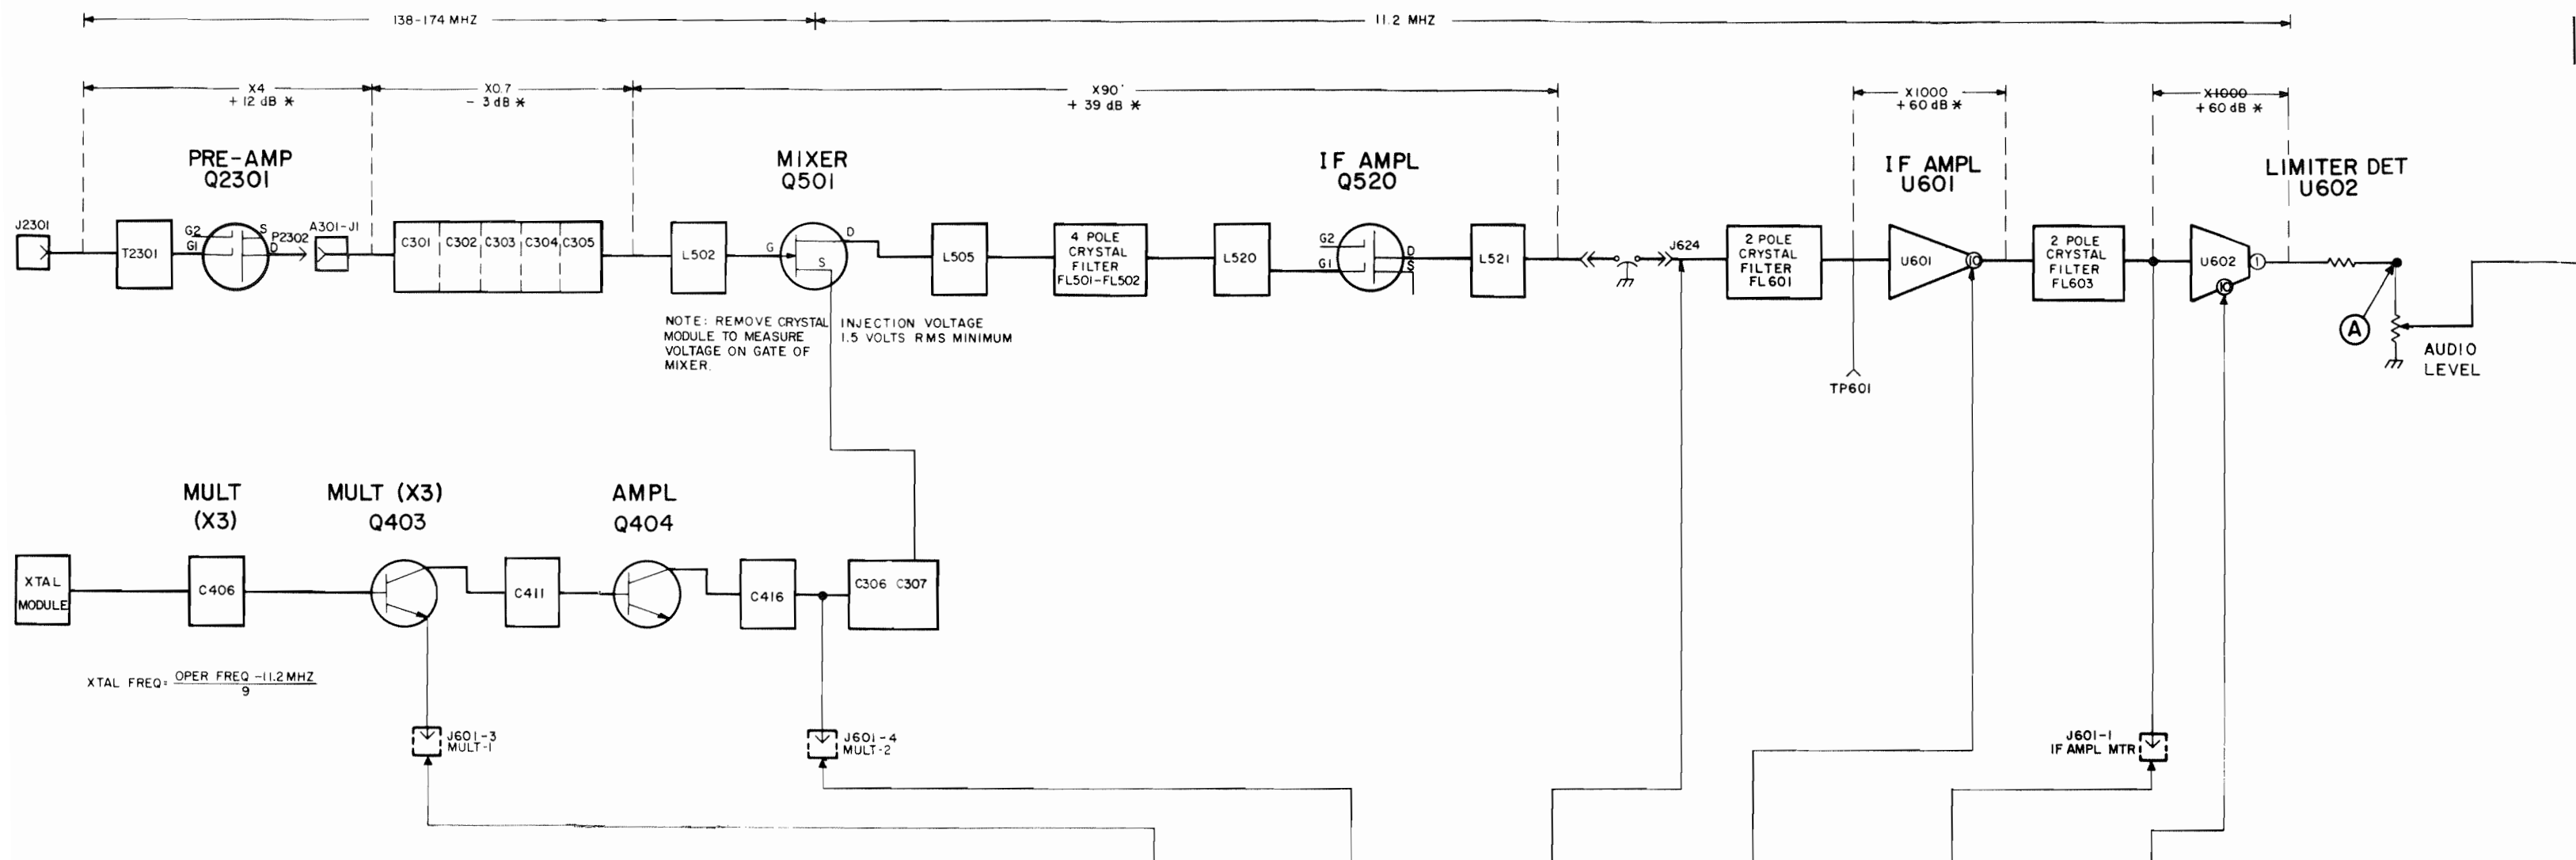 138-174 MHZ
11.2 MHZ
X4
+ 12 dB *
X0.7
- 3 dB *
X90
+ 39 dB *
X1000
+60 dB *
X1000
+60 dB *
PRE-AMP
Q2301
MIXER
Q501
IF AMPL
Q520
IF AMPL
U601
LIMITER DET
U602
J2301
T2301
G2
G1
S
D
P2302
A301-J1
C301
C302
C303
C304
C305
L502
G
D
S
L505
4 POLE
CRYSTAL
FILTER
FL501-FL502
L520
G2
G1
D
S
L521
J624
2 POLE
CRYSTAL
FILTER
FL601
U601
10
2 POLE
CRYSTAL
FILTER
FL603
U602
1
10
A
AUDIO
LEVEL
TP601
NOTE: REMOVE CRYSTAL
MODULE TO MEASURE
VOLTAGE ON GATE OF
MIXER.
INJECTION VOLTAGE
1.5 VOLTS RMS MINIMUM
MULT
(X3)
MULT (X3)
Q403
AMPL
Q404
XTAL
MODULE
C406
C411
C416
C306 C307
XTAL FREQ= OPER FREQ -11.2 MHZ
9
J601-3
MULT-1
J601-4
MULT-2
J601-1
IF AMPL MTR